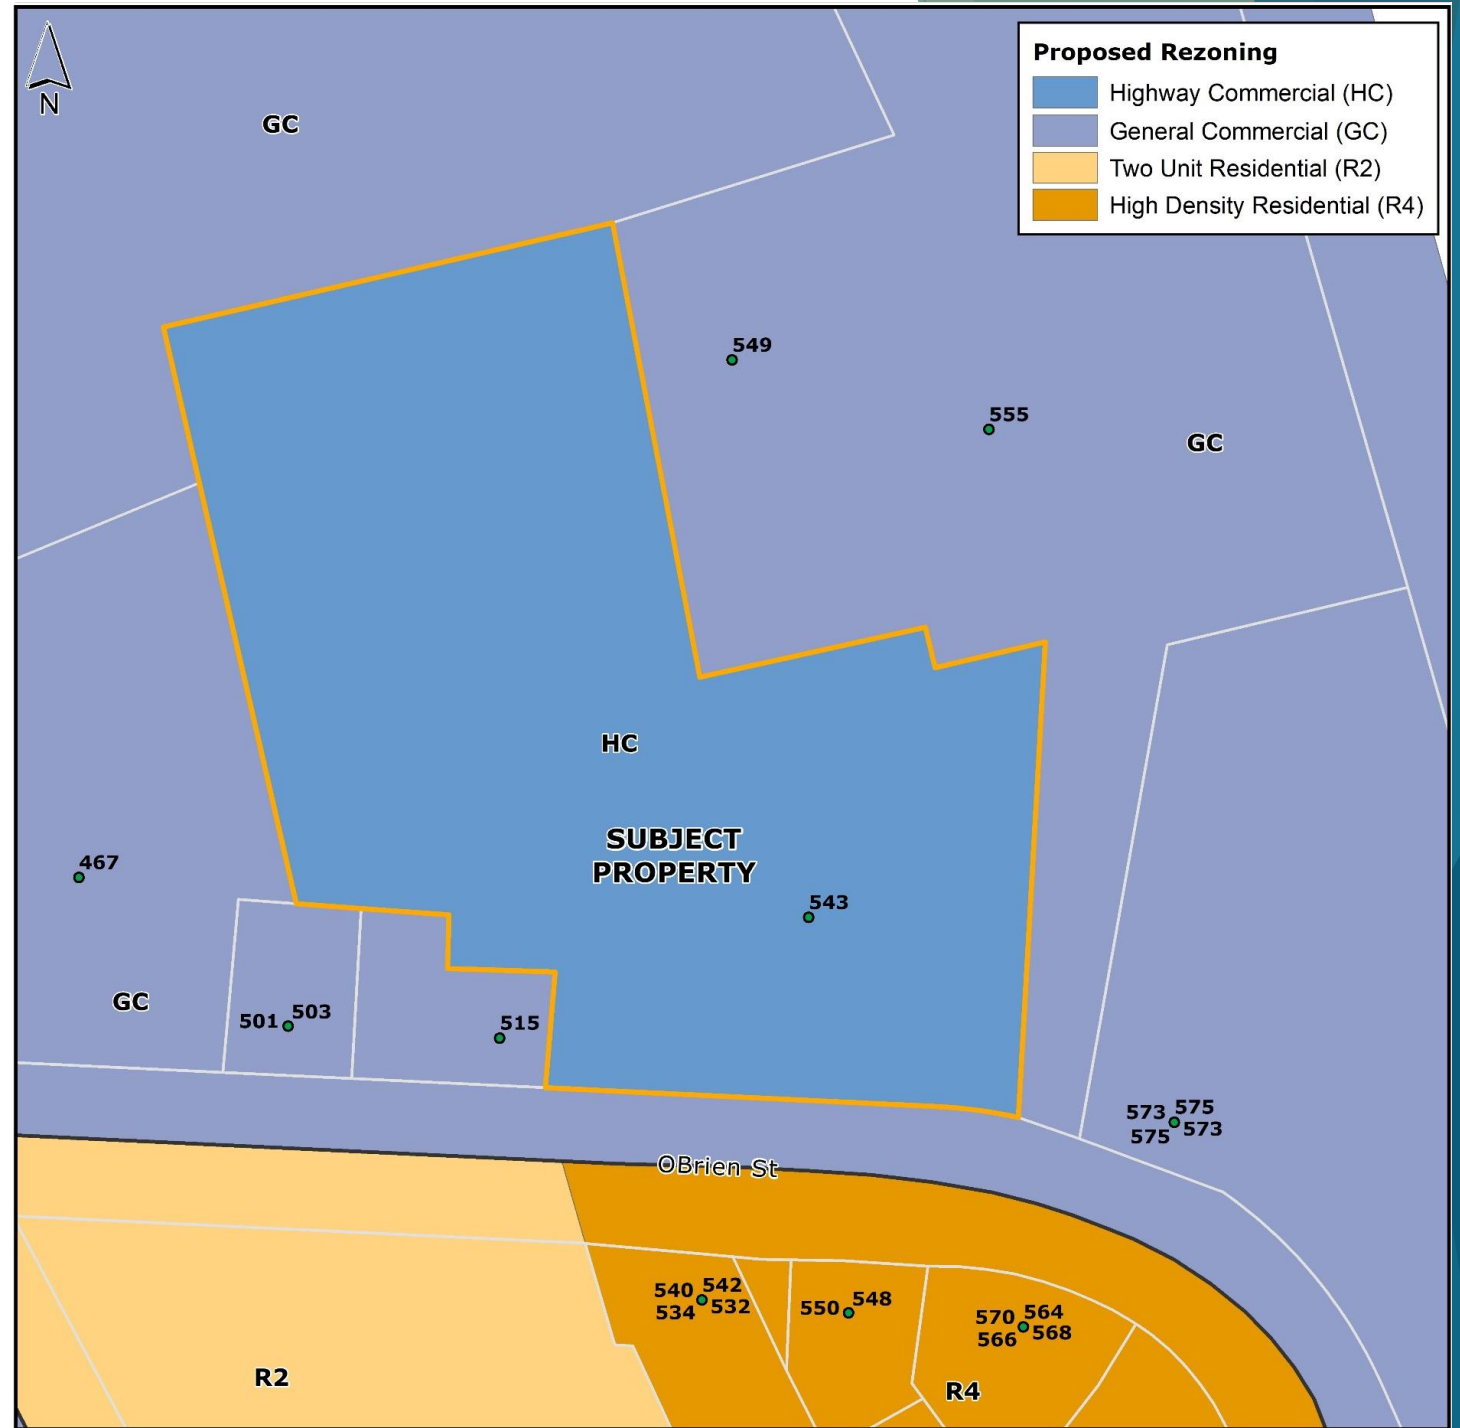 Proposed Rezoning
Highway Commercial (HC)
General Commercial (GC)
Two Unit Residential (R2)
High Density Residential (R4)
N
GC
549
555
GC
HC
SUBJECT
PROPERTY
467
543
GC
501 503
515
573 575
575 573
OBrien St
540 542
534 532
550 548
570 564
566 568
R2
R4